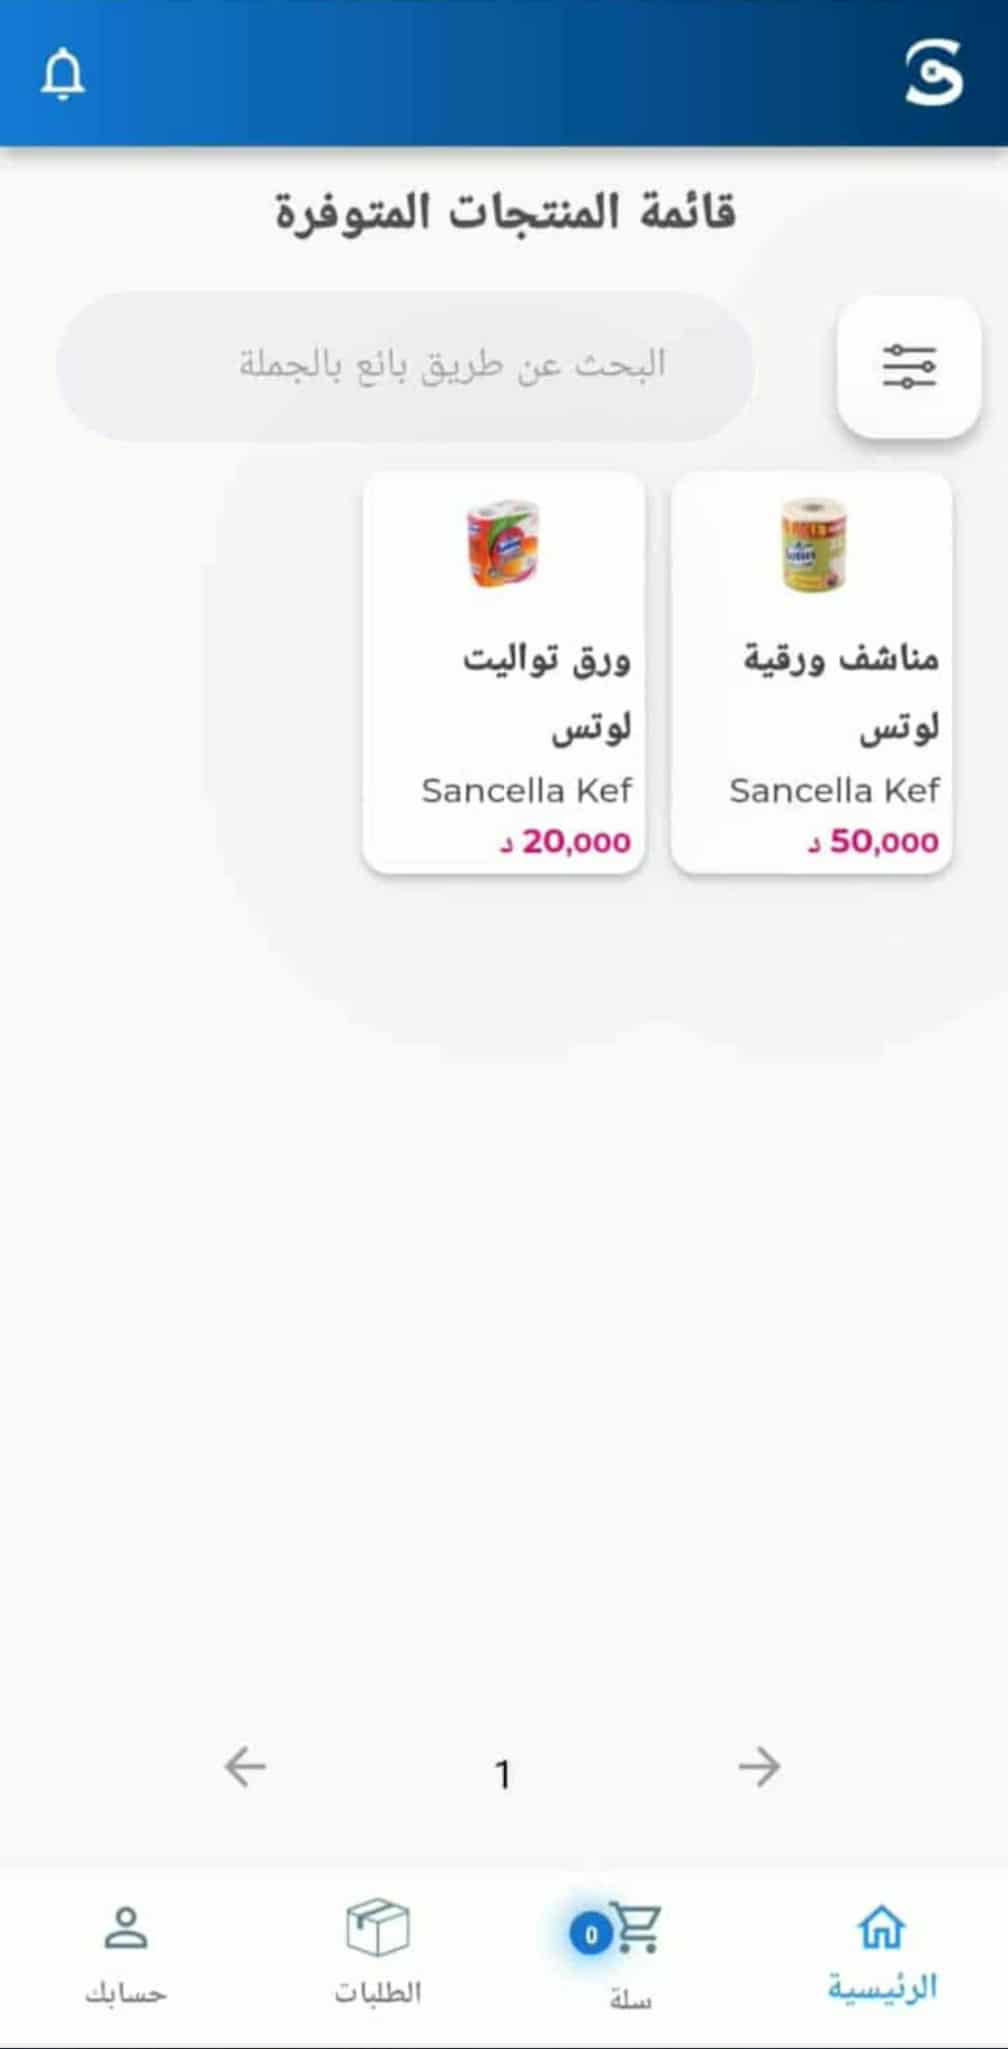 قائمة المنتجات المتوفرة
البحث عن طريق بائع بالجملة
مناشف ورقية
لوتس
Sancella Kef
50,000 د
ورق تواليت
لوتس
Sancella Kef
20,000 د
1
الرئيسية
0
سلة
الطلبات
حسابك